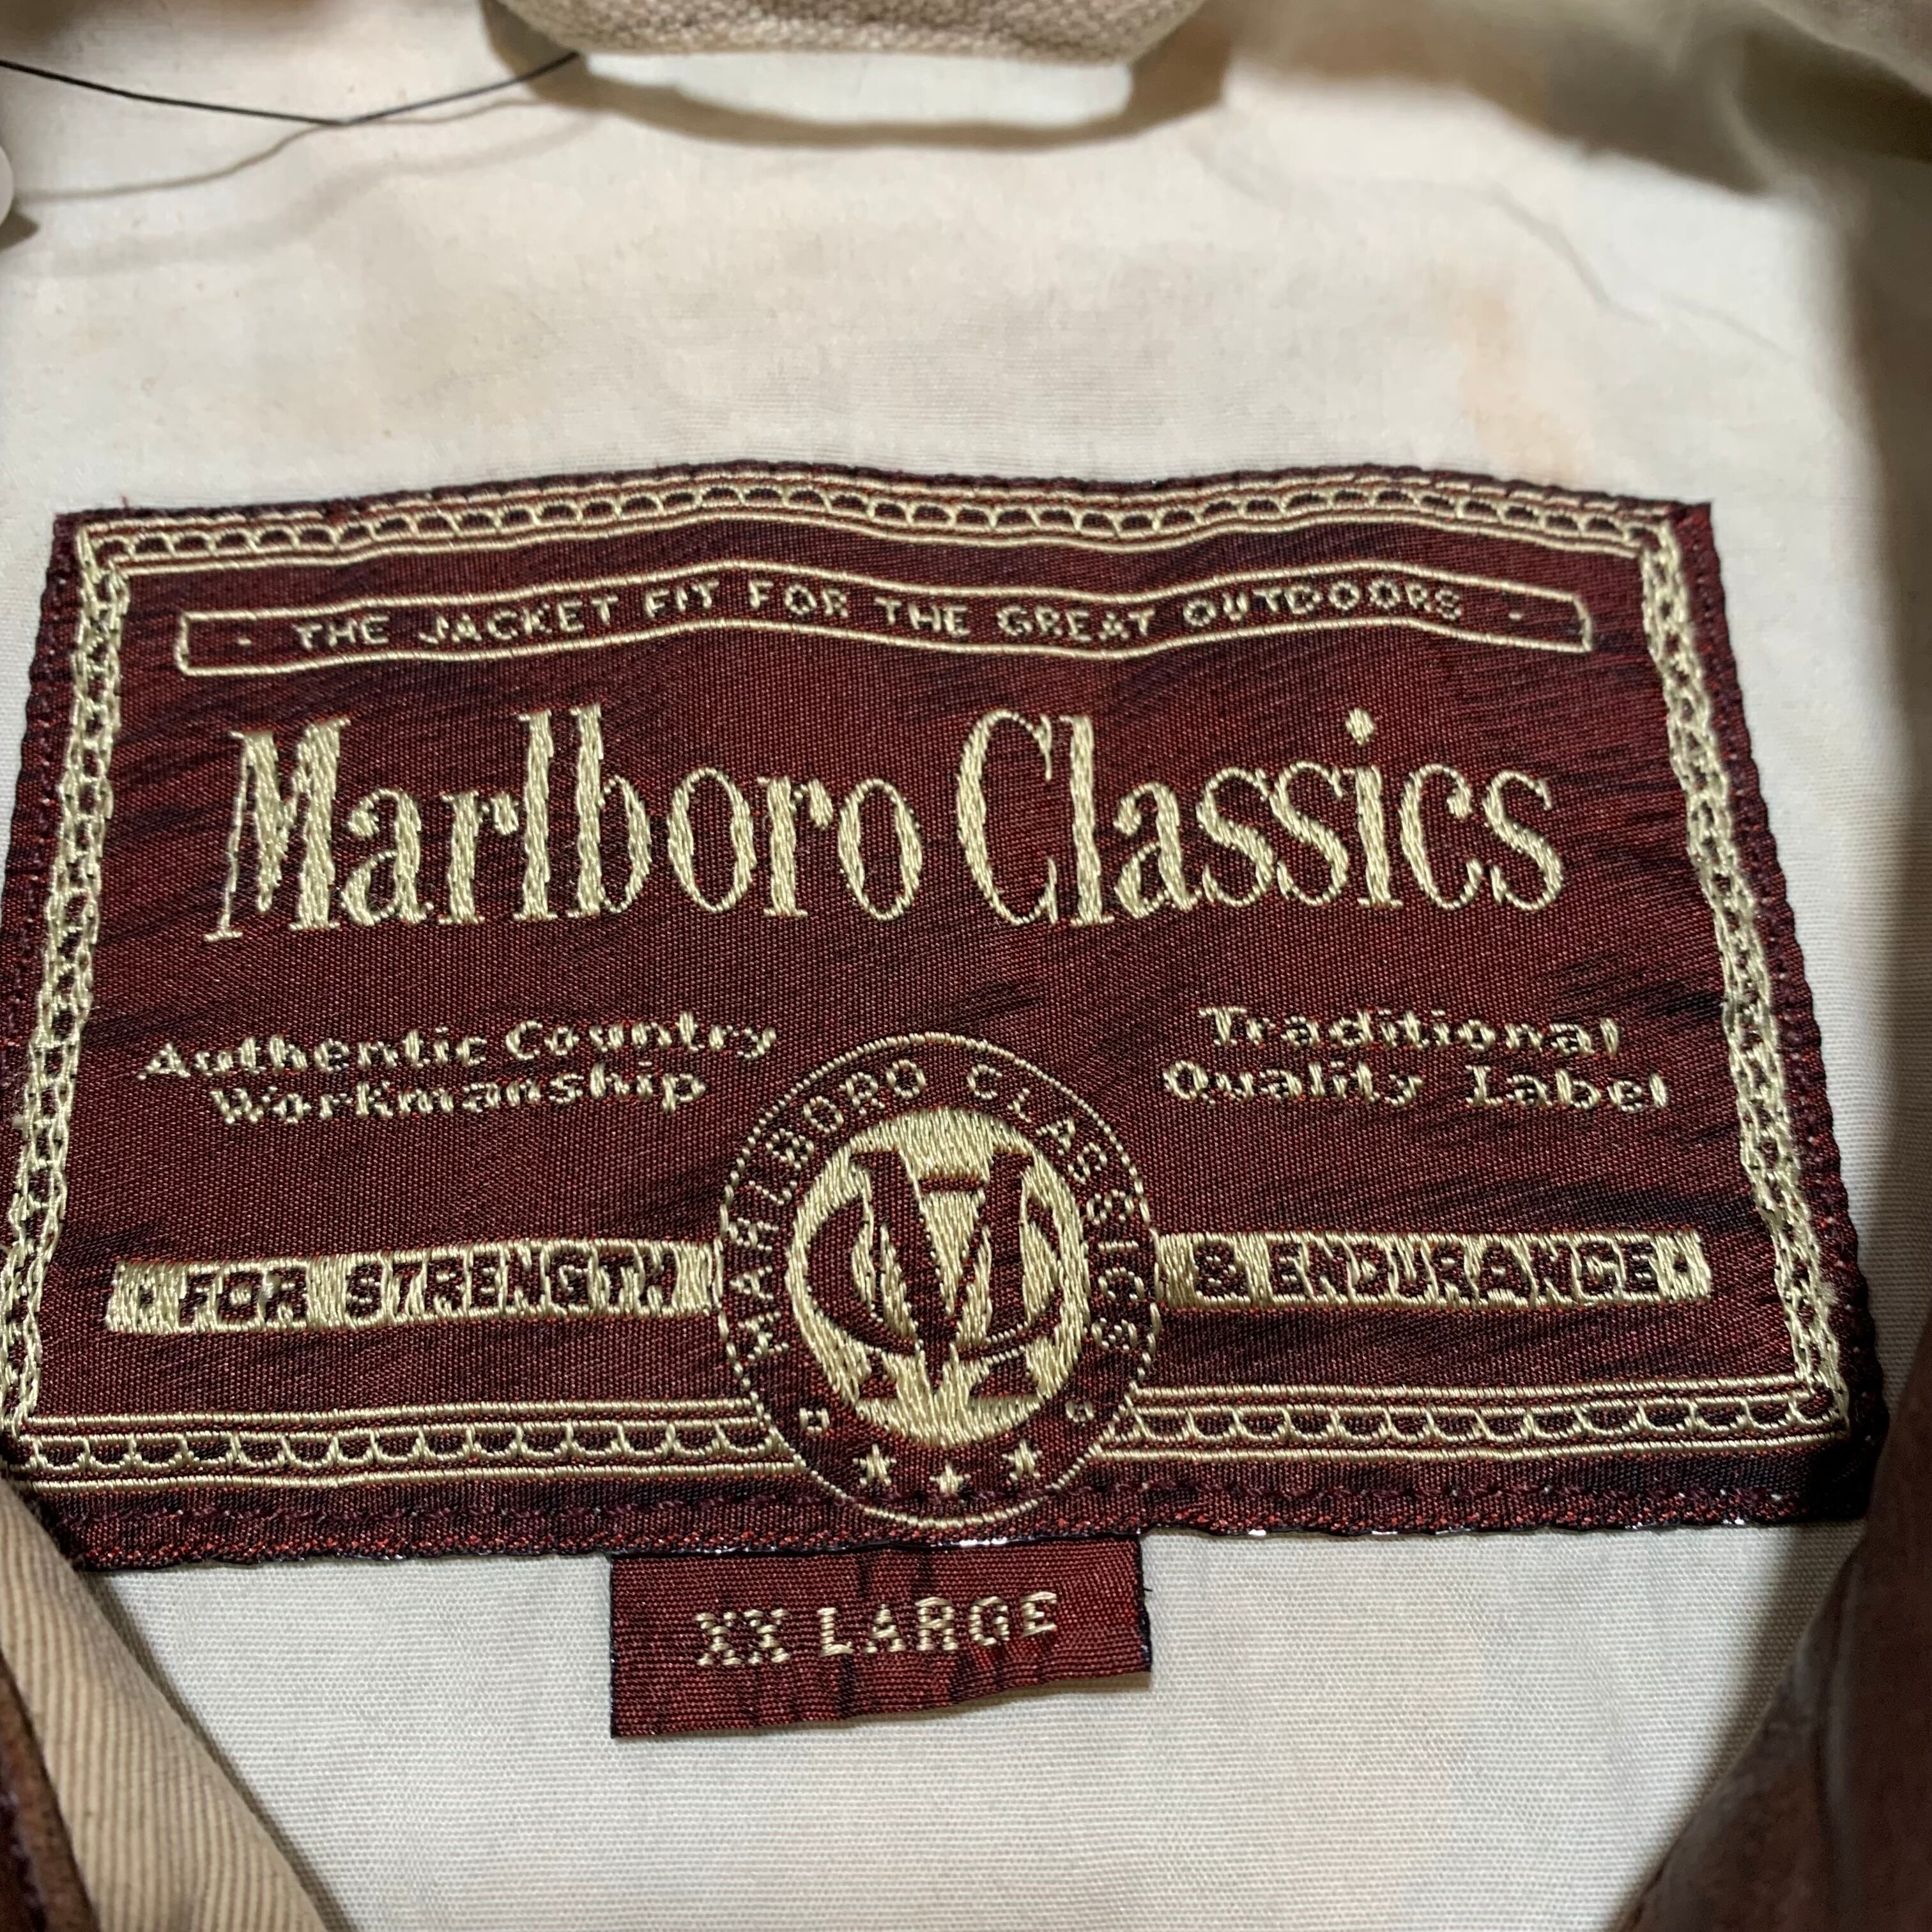 THE JACKET FIT FOR THE GREAT OUTDOORS
Marlboro Classics
Authentic Country
Workmanship
Traditional
Quality Label
MARLBORO CLASSICS
MC
FOR STRENGTH
& ENDURANCE
XX LARGE